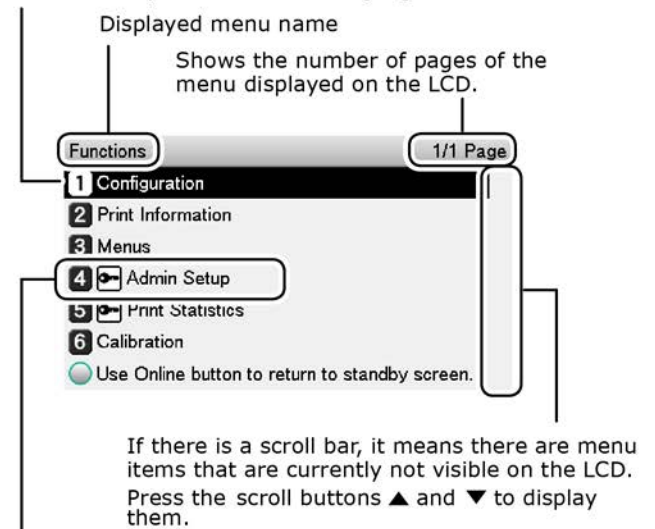 Displayed menu name
Shows the number of pages of the
menu displayed on the LCD.
Functions
1/1 Page
1 Configuration
2 Print Information
3 Menus
4 Admin Setup
5 Print Statistics
6 Calibration
Use Online button to return to standby screen.
If there is a scroll bar, it means there are menu
items that are currently not visible on the LCD.
Press the scroll buttons ▲ and ▼ to display
them.